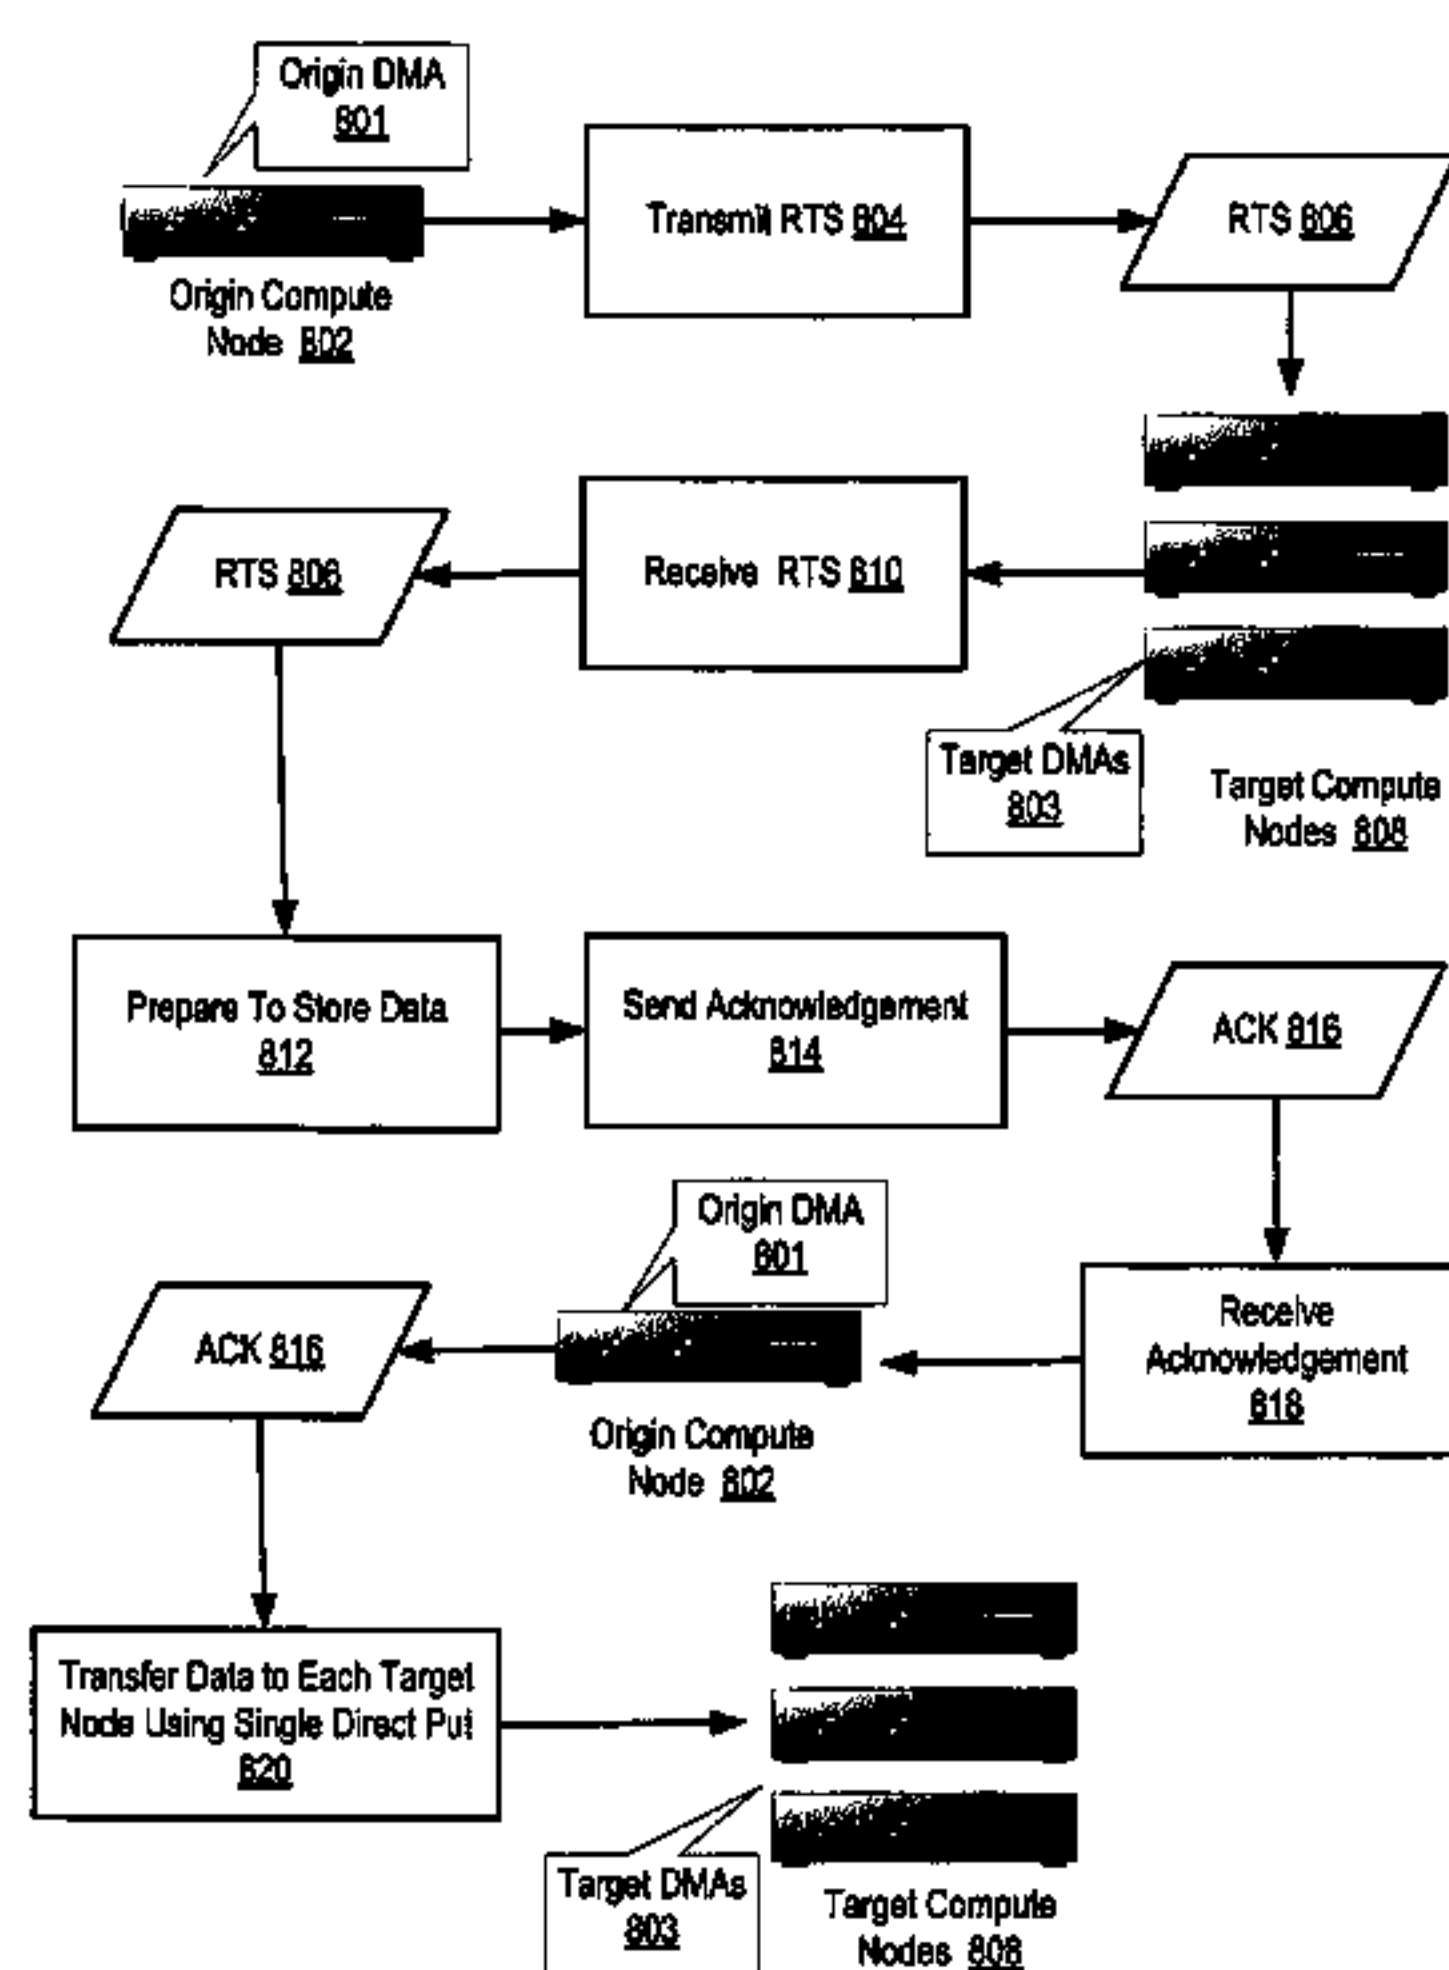 Origin DMA
801
Transmit RTS 804
RTS 806
Origin Compute
Node 802
RTS 806
Receive RTS 810
Target DMAs
803
Target Compute
Nodes 808
Prepare To Store Data
812
Send Acknowledgement
814
ACK 816
Origin DMA
801
ACK 816
Receive
Acknowledgement
818
Origin Compute
Node 802
Transfer Data to Each Target
Node Using Single Direct Put
820
Target DMAs
803
Target Compute
Nodes 808